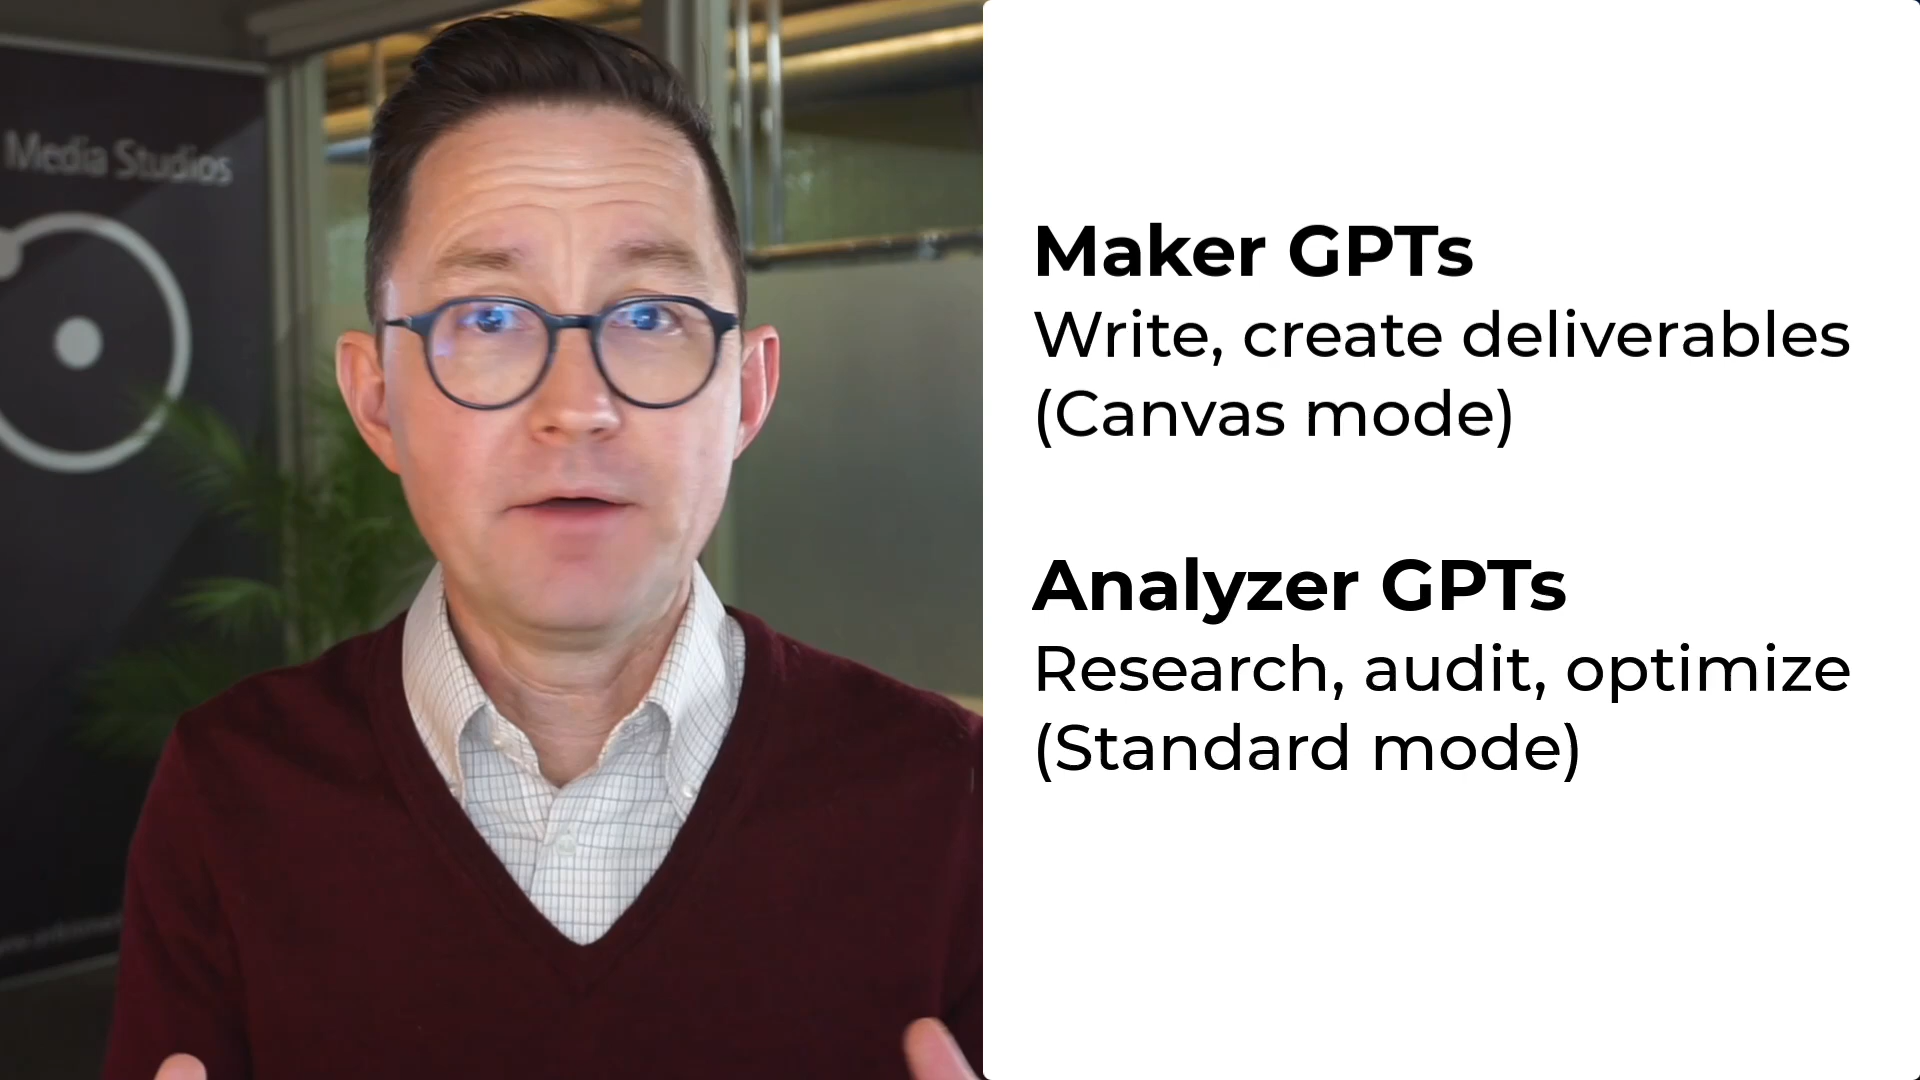 Media Studios
Maker GPTs
Write, create deliverables
(Canvas mode)
Analyzer GPTs
Research, audit, optimize
(Standard mode)